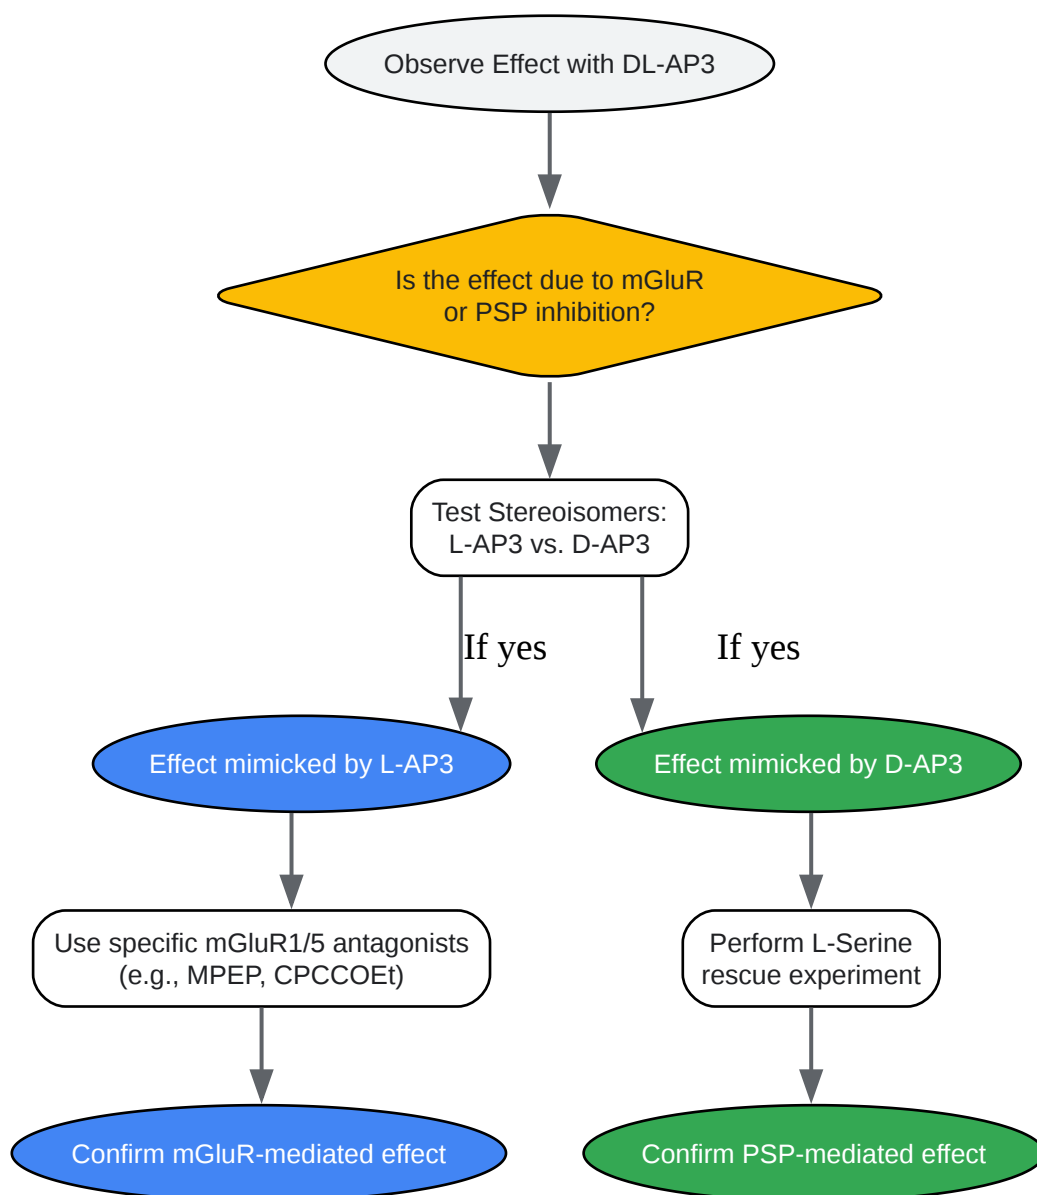 Observe Effect with DL-AP3
Is the effect due to mGluR
or PSP inhibition?
Test Stereoisomers:
L-AP3 vs. D-AP3
If yes
If yes
Effect mimicked by L-AP3
Effect mimicked by D-AP3
Use specific mGluR1/5 antagonists
(e.g., MPEP, CPCCOEt)
Perform L-Serine
rescue experiment
Confirm mGluR-mediated effect
Confirm PSP-mediated effect